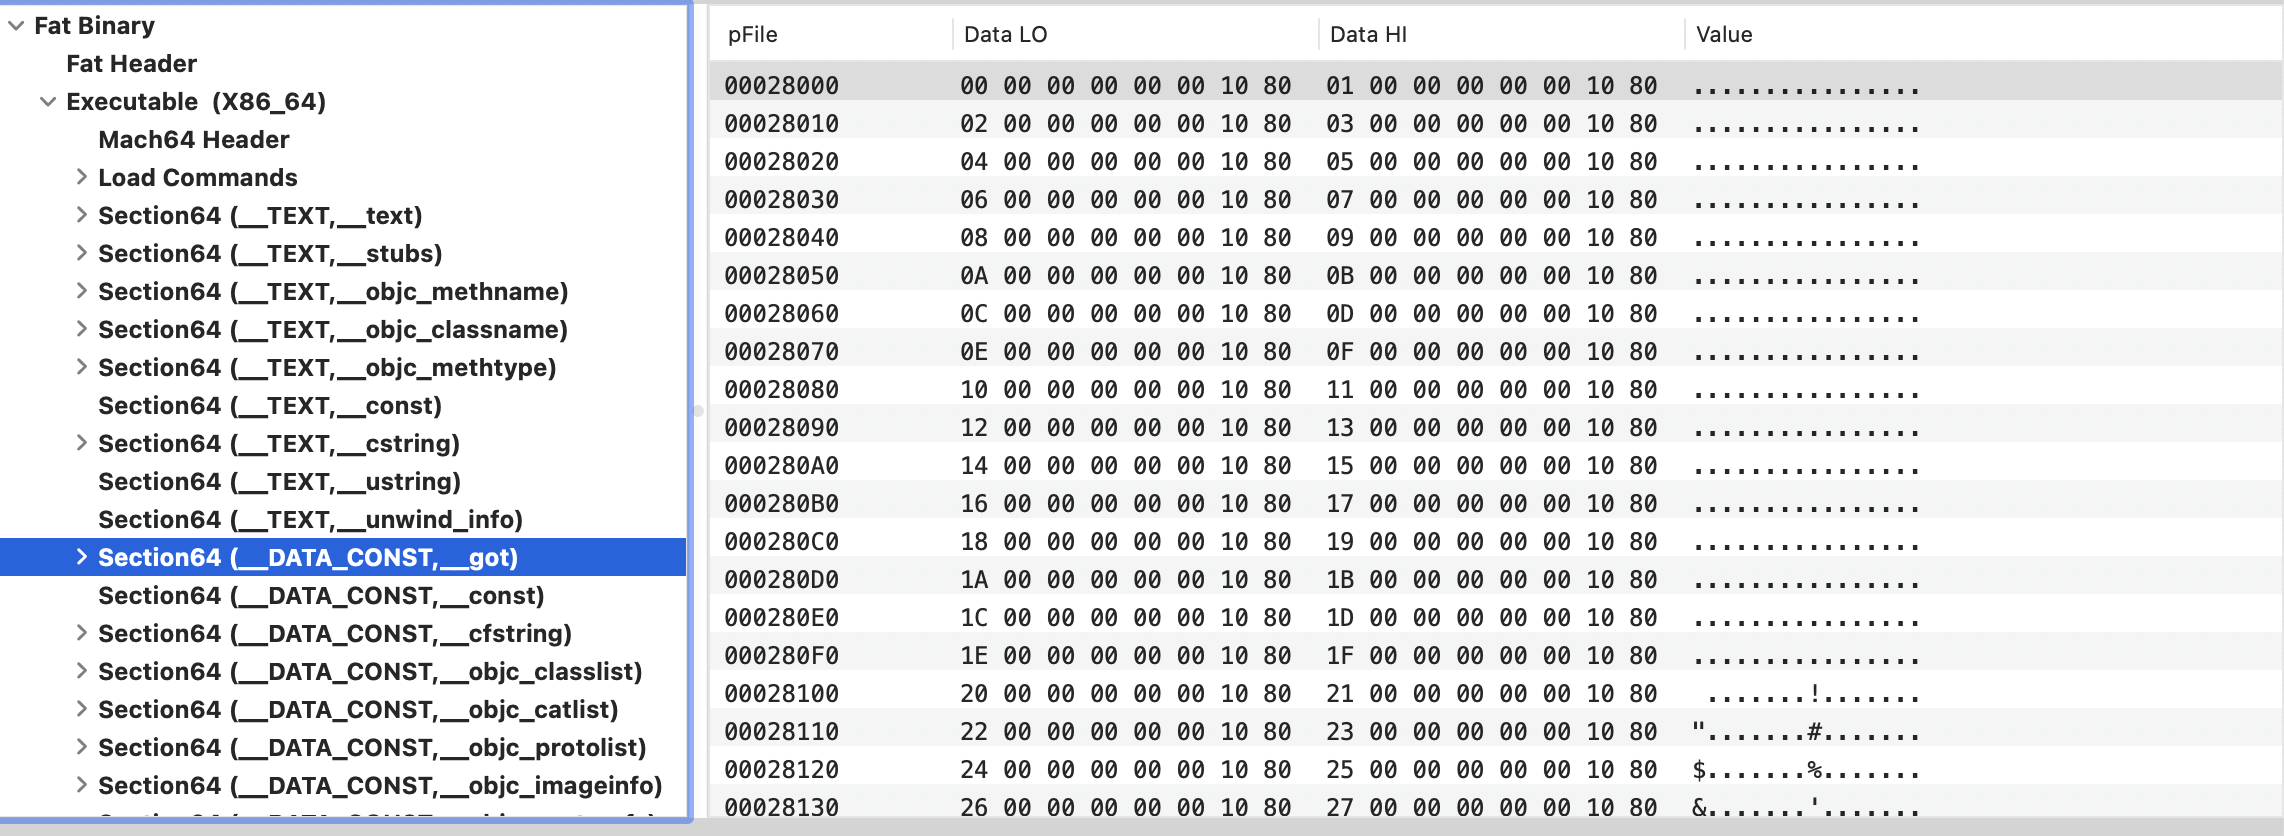 Fat Binary
Fat Header
Executable (X86_64)
Mach64 Header
Load Commands
Section64 (__TEXT,__text)
Section64 (__TEXT,__stubs)
Section64 (__TEXT,__objc_methname)
Section64 (__TEXT,__objc_classname)
Section64 (__TEXT,__objc_methtype)
Section64 (__TEXT,__const)
Section64 (__TEXT,__cstring)
Section64 (__TEXT,__ustring)
Section64 (__TEXT,__unwind_info)
Section64 (__DATA_CONST,__got)
Section64 (__DATA_CONST,__const)
Section64 (__DATA_CONST,__cfstring)
Section64 (__DATA_CONST,__objc_classlist)
Section64 (__DATA_CONST,__objc_catlist)
Section64 (__DATA_CONST,__objc_protolist)
Section64 (__DATA_CONST,__objc_imageinfo)
pFile Data LO Data HI Value
00028000 00 00 00 00 00 00 10 80 01 00 00 00 00 00 10 80 ................
00028010 02 00 00 00 00 00 10 80 03 00 00 00 00 00 10 80 ................
00028020 04 00 00 00 00 00 10 80 05 00 00 00 00 00 10 80 ................
00028030 06 00 00 00 00 00 10 80 07 00 00 00 00 00 10 80 ................
00028040 08 00 00 00 00 00 10 80 09 00 00 00 00 00 10 80 ................
00028050 0A 00 00 00 00 00 10 80 0B 00 00 00 00 00 10 80 ................
00028060 0C 00 00 00 00 00 10 80 0D 00 00 00 00 00 10 80 ................
00028070 0E 00 00 00 00 00 10 80 0F 00 00 00 00 00 10 80 ................
00028080 10 00 00 00 00 00 10 80 11 00 00 00 00 00 10 80 ................
00028090 12 00 00 00 00 00 10 80 13 00 00 00 00 00 10 80 ................
000280A0 14 00 00 00 00 00 10 80 15 00 00 00 00 00 10 80 ................
000280B0 16 00 00 00 00 00 10 80 17 00 00 00 00 00 10 80 ................
000280C0 18 00 00 00 00 00 10 80 19 00 00 00 00 00 10 80 ................
000280D0 1A 00 00 00 00 00 10 80 1B 00 00 00 00 00 10 80 ................
000280E0 1C 00 00 00 00 00 10 80 1D 00 00 00 00 00 10 80 ................
000280F0 1E 00 00 00 00 00 10 80 1F 00 00 00 00 00 10 80 ................
00028100 20 00 00 00 00 00 10 80 21 00 00 00 00 00 10 80  .......!.......
00028110 22 00 00 00 00 00 10 80 23 00 00 00 00 00 10 80 ".......#.......
00028120 24 00 00 00 00 00 10 80 25 00 00 00 00 00 10 80 $.......%.......
00028130 26 00 00 00 00 00 10 80 27 00 00 00 00 00 10 80 &.......'.......